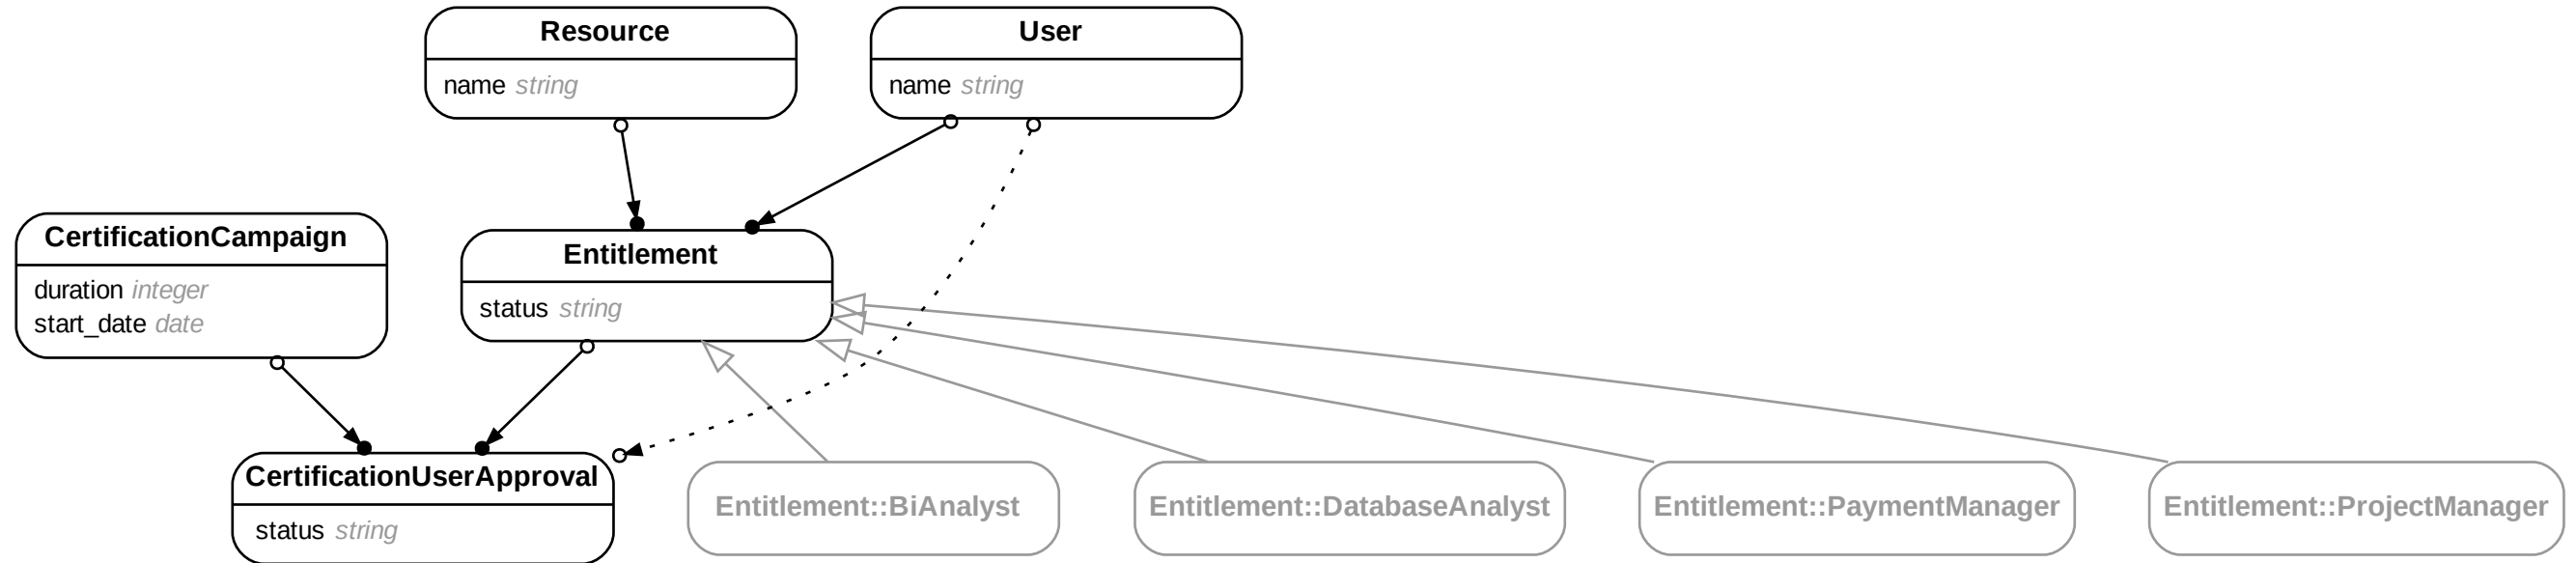 Resource
name string
User
name string
CertificationCampaign
duration integer
start_date date
Entitlement
status string
CertificationUserApproval
status string
Entitlement::BiAnalyst
Entitlement::DatabaseAnalyst
Entitlement::PaymentManager
Entitlement::ProjectManager